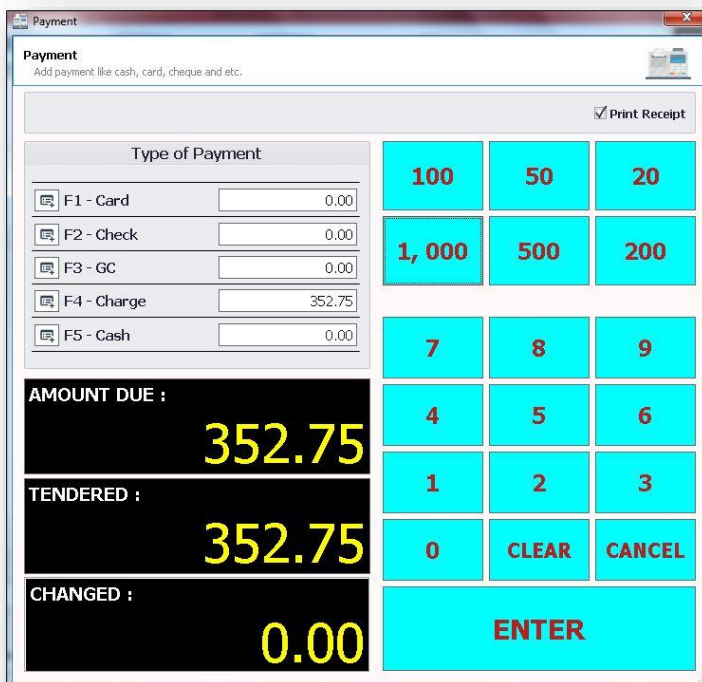 Payment
x
Payment
Add payment like cash, card, cheque and etc.
Print Receipt
Type of Payment
F1 - Card 0.00
F2 - Check 0.00
F3 - GC 0.00
F4 - Charge 352.75
F5 - Cash 0.00
AMOUNT DUE :
352.75
TENDERED :
352.75
CHANGED :
0.00
100 50 20
1, 000 500 200
7 8 9
4 5 6
1 2 3
0 CLEAR CANCEL
ENTER